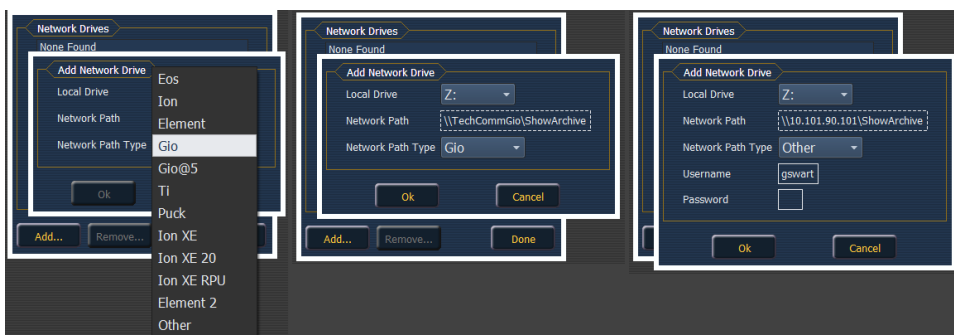 Network Drives
None Found
Add Network Drive
Local Drive
Network Path
Network Path Type
Eos
Ion
Element
Gio
Gio@5
Ti
Puck
Ion XE
Ion XE 20
Ion XE RPU
Element 2
Other
Ok
Add...
Remove...
Network Drives
None Found
Add Network Drive
Local Drive Z:
Network Path \\TechCommGio\ShowArchive
Network Path Type Gio
Ok Cancel
Add... Remove... Done
Network Drives
None Found
Add Network Drive
Local Drive Z:
Network Path \\10.101.90.101\ShowArchive
Network Path Type Other
Username gswart
Password
Ok Cancel